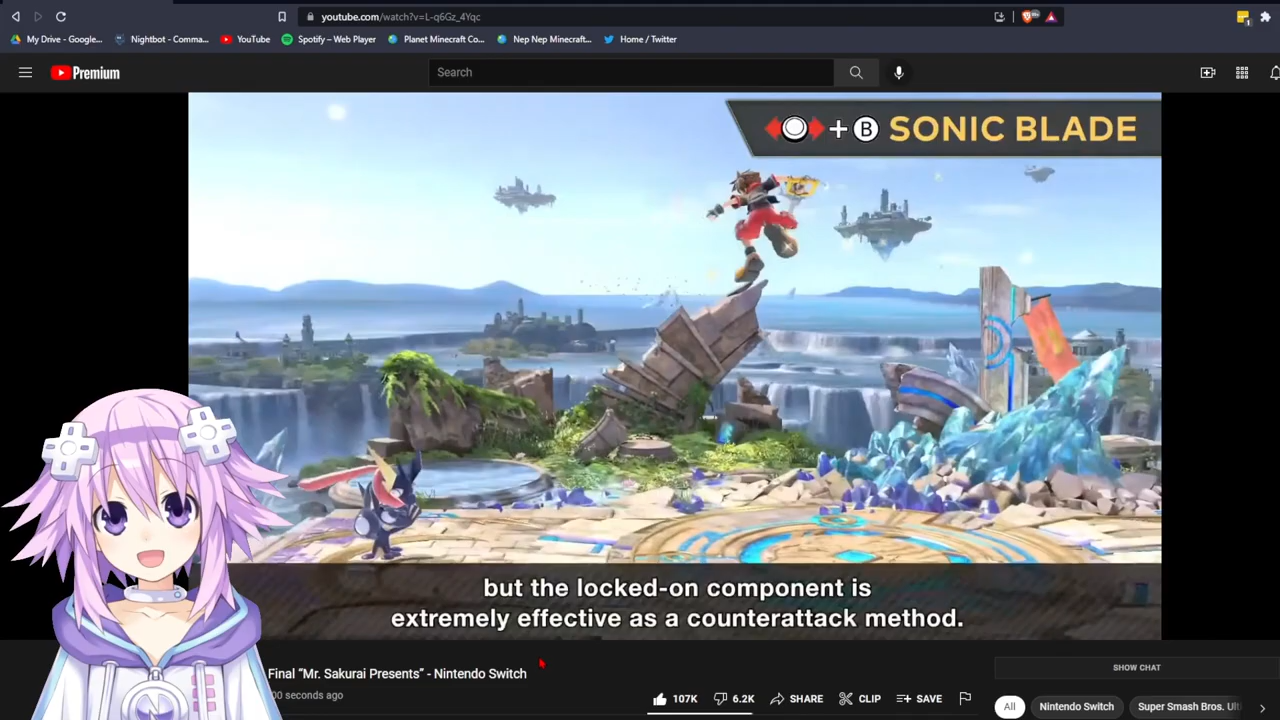 youtube.com/watch?v=L-q6Gz_4Yqc
1
My Drive - Google...
Nightbot - Comma...
YouTube
Spotify – Web Player
Planet Minecraft Co...
Nep Nep Minecraft...
Home / Twitter
Premium
Search
+ B SONIC BLADE
but the locked-on component is
extremely effective as a counterattack method.
Final “Mr. Sakurai Presents” - Nintendo Switch
00 seconds ago
107K
6.2K
SHARE
CLIP
SAVE
SHOW CHAT
All
Nintendo Switch
Super Smash Bros. Ulti
N